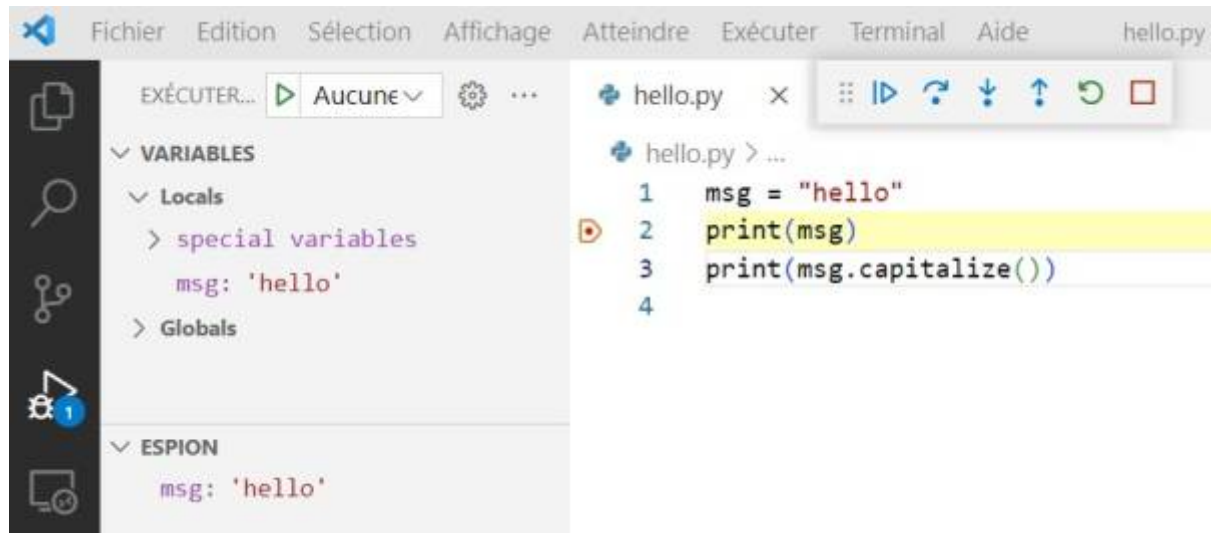 Fichier Edition Sélection Affichage Atteindre Exécuter Terminal Aide hello.py
EXÉCUTER... Aucune
VARIABLES
Locals
special variables
msg: 'hello'
Globals
1
ESPION
msg: 'hello'
hello.py
hello.py > ...
1 msg = "hello"
2 print(msg)
3 print(msg.capitalize())
4